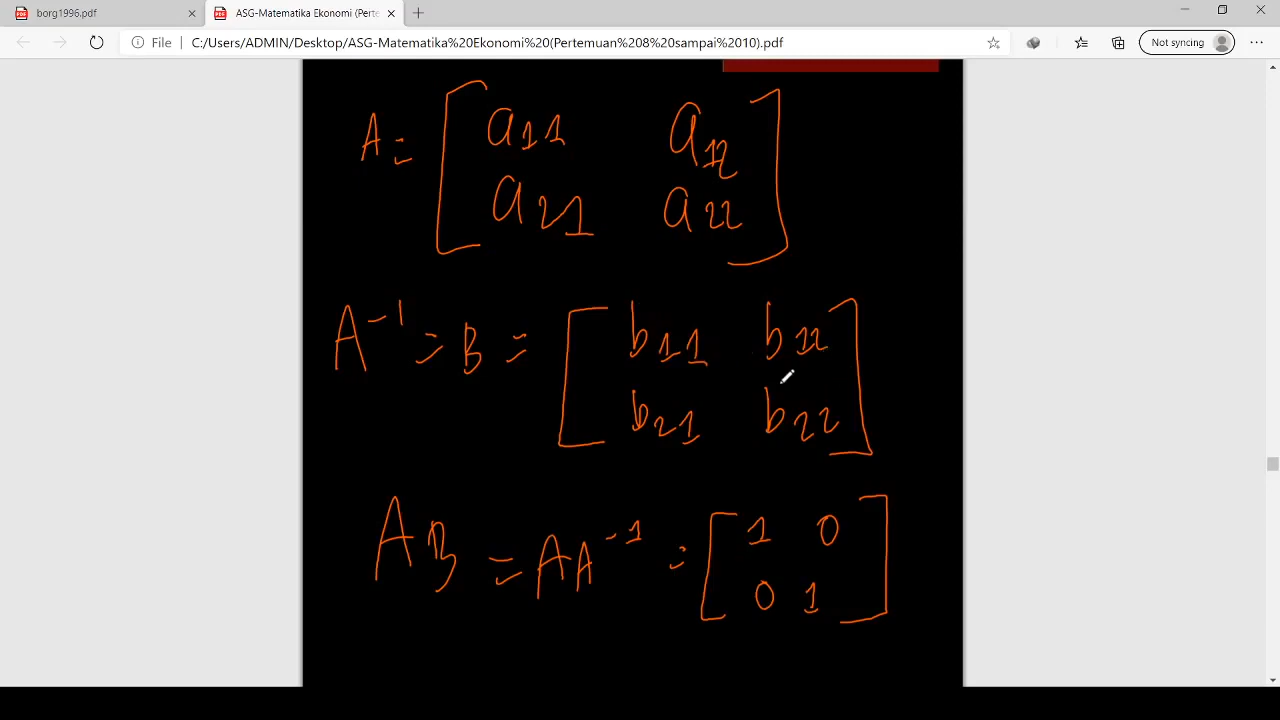 borg1996.pdf
ASG-Matematika Ekonomi (Perte
File
C:/Users/ADMIN/Desktop/ASG-Matematika%20Ekonomi%20(Pertemuan%208%20sampai%2010).pdf
Not syncing
A = [ a11 a12
a21 a22 ]
A⁻¹ = B = [ b11 b12
b21 b22 ]
AB = AA⁻¹ = [ 1 0
0 1 ]